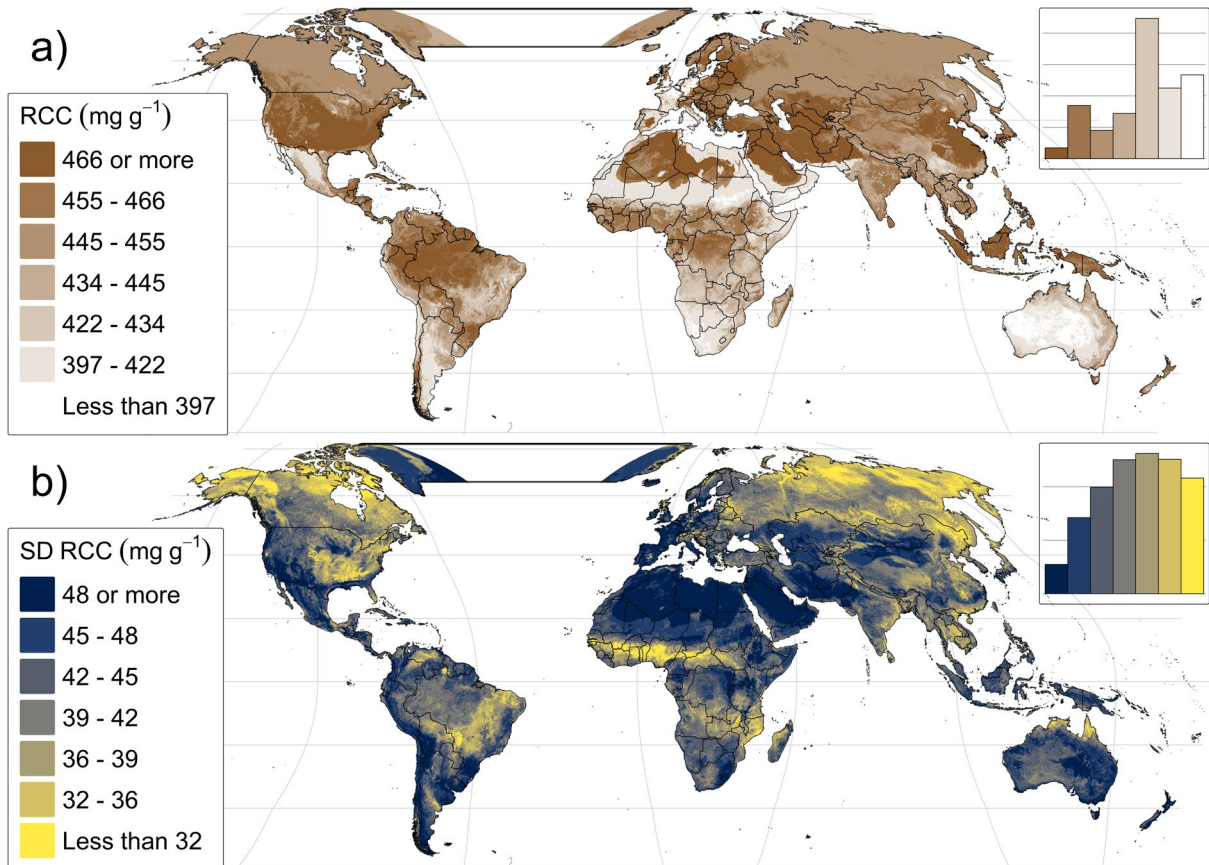 a)
RCC (mg g⁻¹)
466 or more
455 - 466
445 - 455
434 - 445
422 - 434
397 - 422
Less than 397
b)
SD RCC (mg g⁻¹)
48 or more
45 - 48
42 - 45
39 - 42
36 - 39
32 - 36
Less than 32